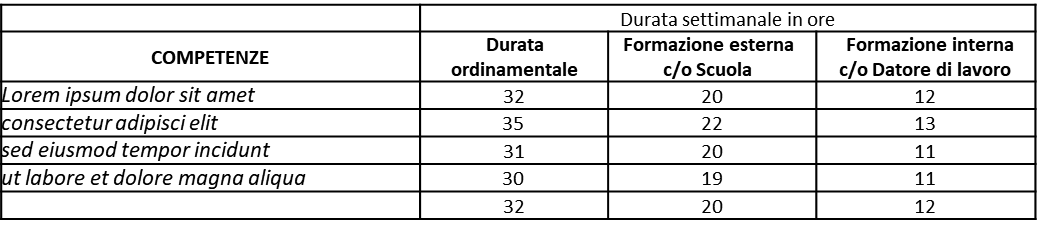 Durata settimanale in ore
COMPETENZE Durata ordinamentale Formazione esterna c/o Scuola Formazione interna c/o Datore di lavoro
Lorem ipsum dolor sit amet 32 20 12
consectetur adipisci elit 35 22 13
sed eiusmod tempor incidunt 31 20 11
ut labore et dolore magna aliqua 30 19 11
32 20 12